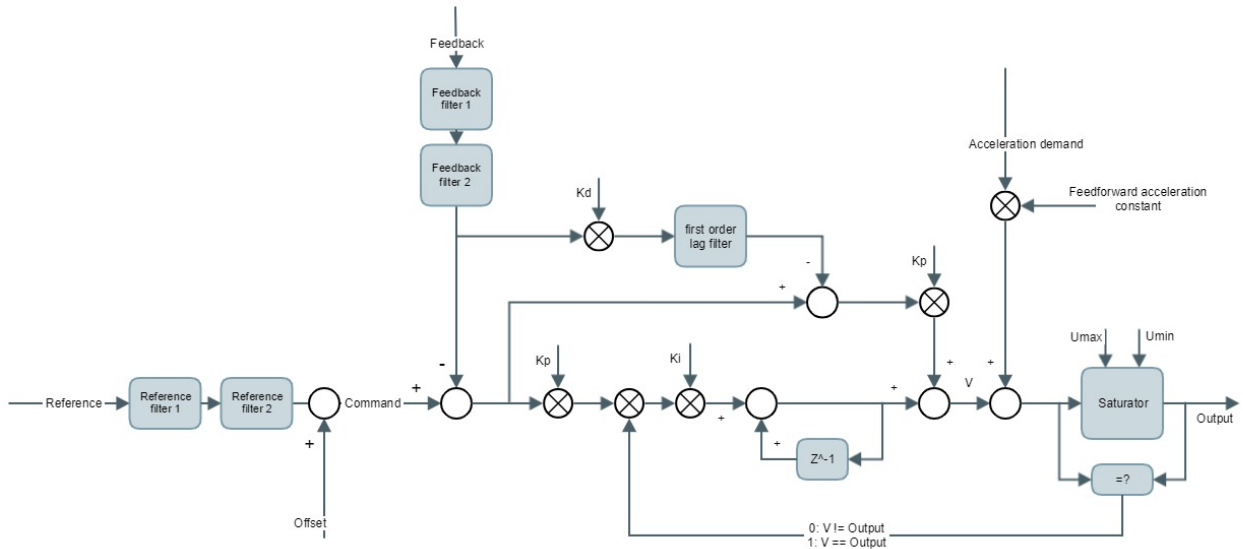 Feedback
Feedback
filter 1
Feedback
filter 2
Acceleration demand
Feedforward acceleration
constant
Kd
first order
lag filter
-
Kp
+
+
-
Kp
Ki
+
+
V
+
Umax
Umin
Reference
Reference
filter 1
Reference
filter 2
Command
+
+
+
Saturator
Output
+
Z^-1
=?
Offset
0: V != Output
1: V == Output